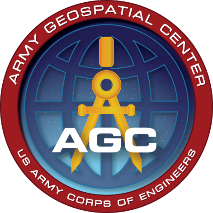 ARMY GEOSPATIAL CENTER
AGC
US ARMY CORPS OF ENGINEERS